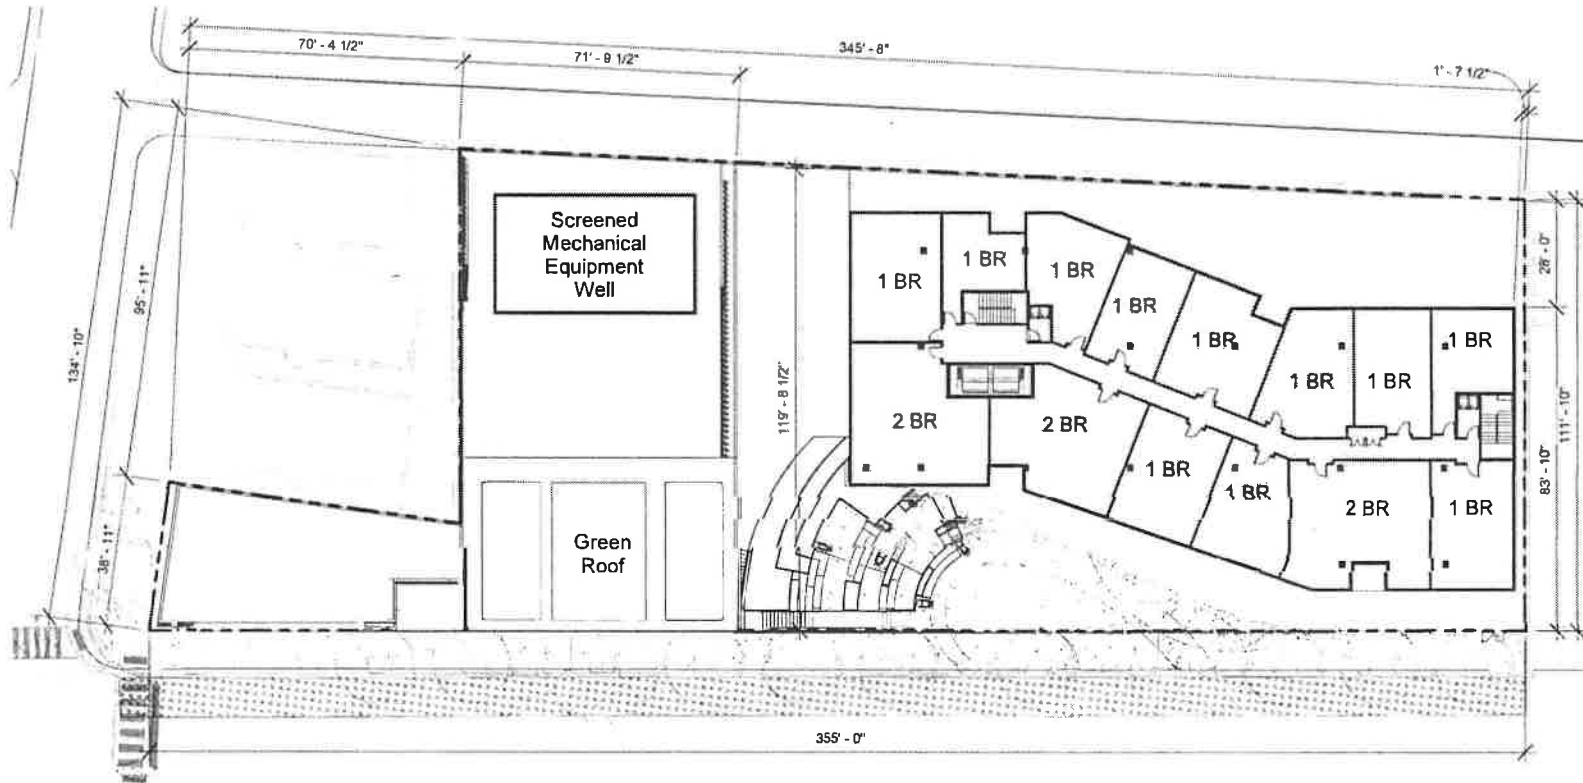 70' - 4 1/2"
71' - 9 1/2"
345' - 8"
1' - 7 1/2"
134' - 10"
95' - 11"
38' - 11"
Screened
Mechanical
Equipment
Well
Green
Roof
119' - 8 1/2"
1 BR
1 BR
1 BR
1 BR
1 BR
1 BR
1 BR
1 BR
2 BR
2 BR
1 BR
1 BR
2 BR
1 BR
28' - 0"
83' - 10"
111' - 10"
355' - 0"